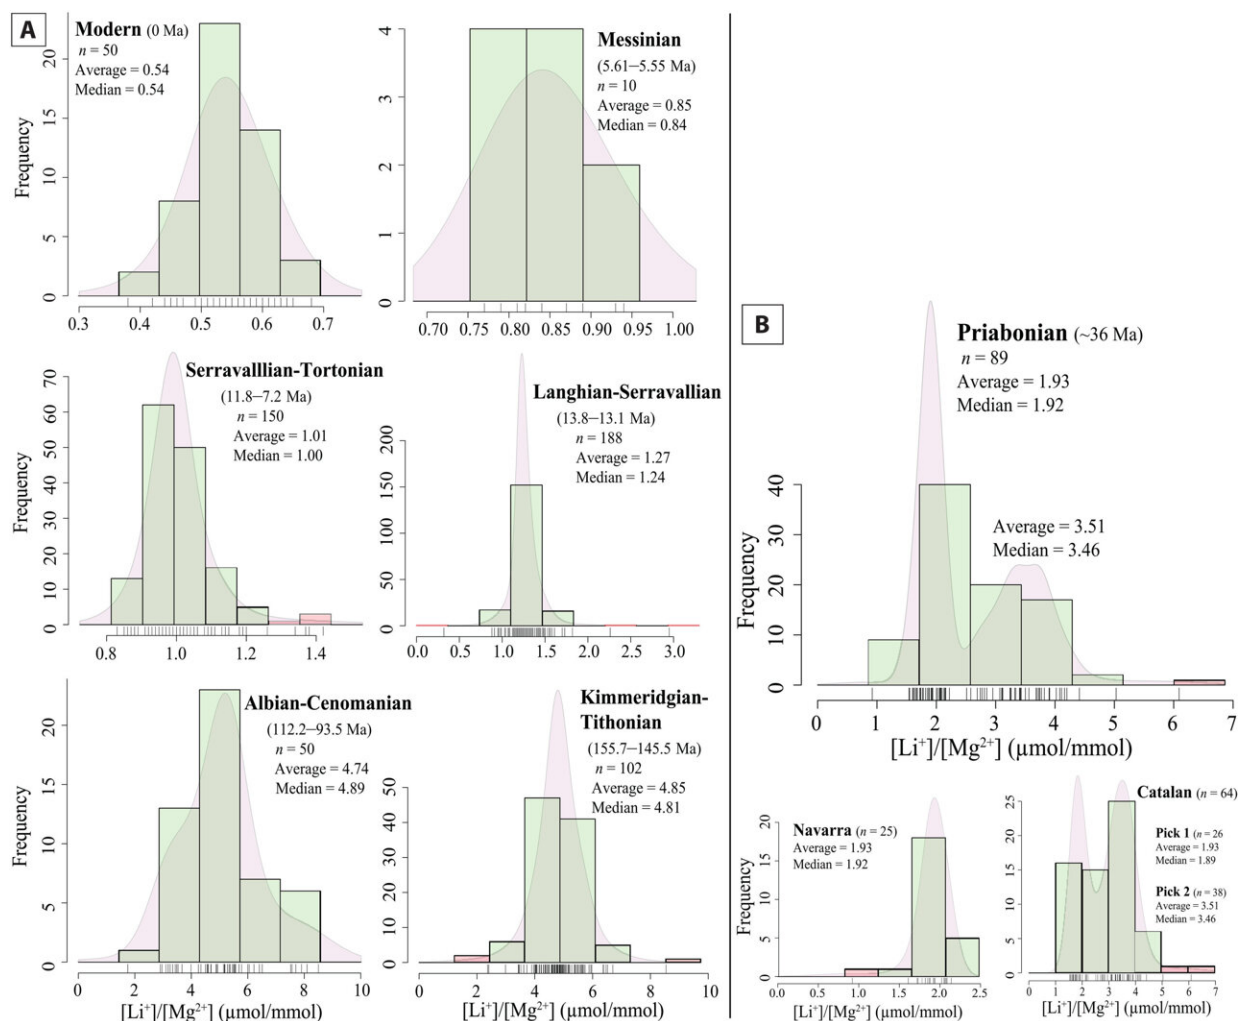 A
Modern (0 Ma)
n = 50
Average = 0.54
Median = 0.54
Frequency
0 5 10 15 20
0.3 0.4 0.5 0.6 0.7
Messinian
(5.61–5.55 Ma)
n = 10
Average = 0.85
Median = 0.84
0 1 2 3 4
0.70 0.75 0.80 0.85 0.90 0.95 1.00
Serravalllian-Tortonian
(11.8–7.2 Ma)
n = 150
Average = 1.01
Median = 1.00
Frequency
0 10 20 30 40 50 60 70
0.8 1.0 1.2 1.4
Langhian-Serravallian
(13.8–13.1 Ma)
n = 188
Average = 1.27
Median = 1.24
0 50 100 150 200
0.0 0.5 1.0 1.5 2.0 2.5 3.0
Albian-Cenomanian
(112.2–93.5 Ma)
n = 50
Average = 4.74
Median = 4.89
Frequency
0 5 10 15 20
0 2 4 6 8 10
[Li⁺]/[Mg²⁺] (µmol/mmol)
Kimmeridgian-
Tithonian
(155.7–145.5 Ma)
n = 102
Average = 4.85
Median = 4.81
0 10 20 30 40 50
0 2 4 6 8 10
[Li⁺]/[Mg²⁺] (µmol/mmol)
B
Priabonian (~36 Ma)
n = 89
Average = 1.93
Median = 1.92
Average = 3.51
Median = 3.46
Frequency
0 10 20 30 40
0 1 2 3 4 5 6 7
[Li⁺]/[Mg²⁺] (µmol/mmol)
Navarra (n = 25)
Average = 1.93
Median = 1.92
Frequency
0 5 10 15 20
0.0 0.5 1.0 1.5 2.0 2.5
[Li⁺]/[Mg²⁺] (µmol/mmol)
Catalan (n = 64)
Pick 1 (n = 26
Average = 1.93
Median = 1.89
Pick 2 (n = 38)
Average = 3.51
Median = 3.46
0 5 10 15 20 25
0 1 2 3 4 5 6 7
[Li⁺]/[Mg²⁺] (µmol/mmol)